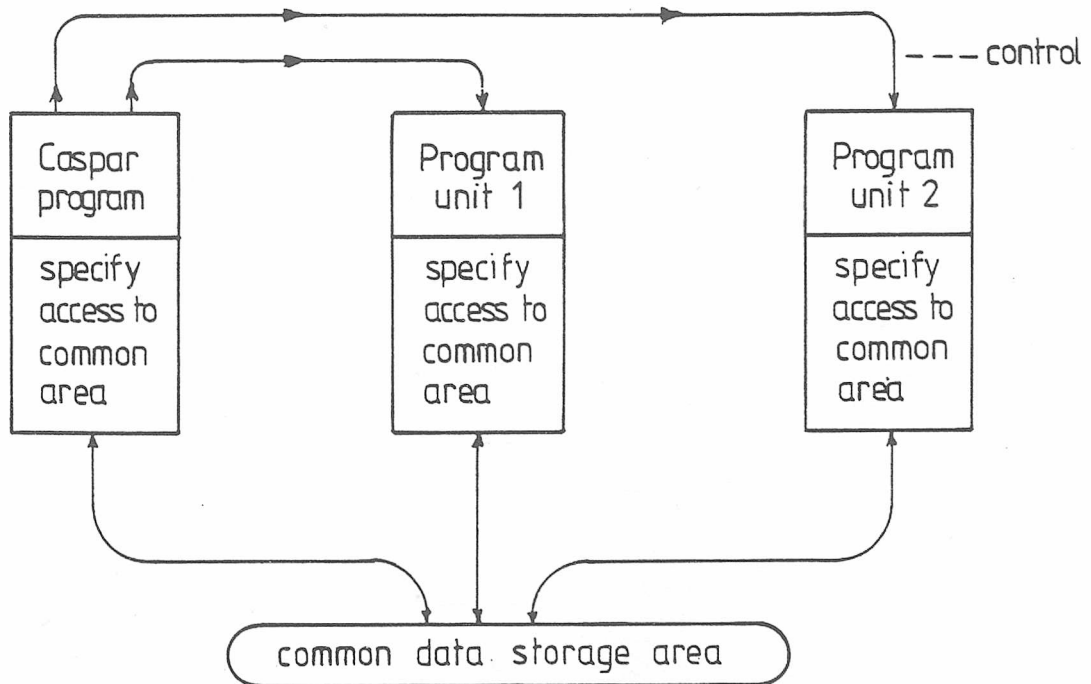 --- control
Caspar
program
specify
access to
common
area
Program
unit 1
specify
access to
common
area
Program
unit 2
specify
access to
common
area
common data storage area